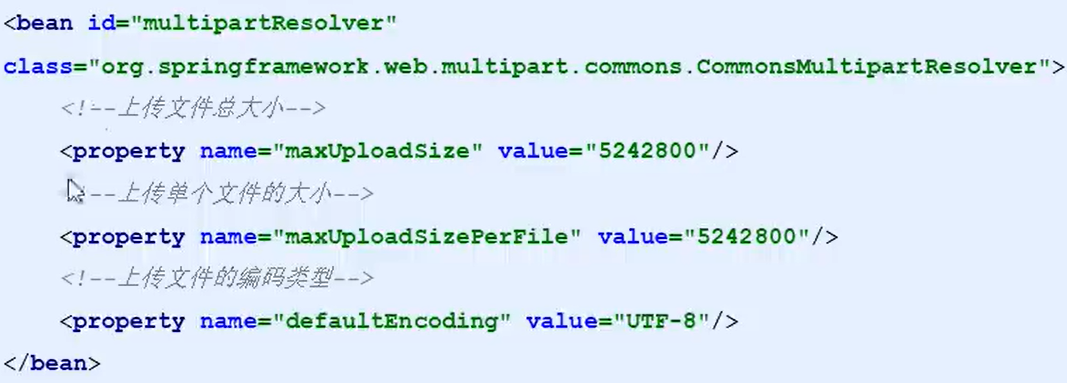 <bean id="multipartResolver"
class="org.springframework.web.multipart.commons.CommonsMultipartResolver">
<!--上传文件总大小-->
<property name="maxUploadSize" value="5242800"/>
--上传单个文件的大小-->
<property name="maxUploadSizePerFile" value="5242800"/>
<!--上传文件的编码类型-->
<property name="defaultEncoding" value="UTF-8"/>
</bean>